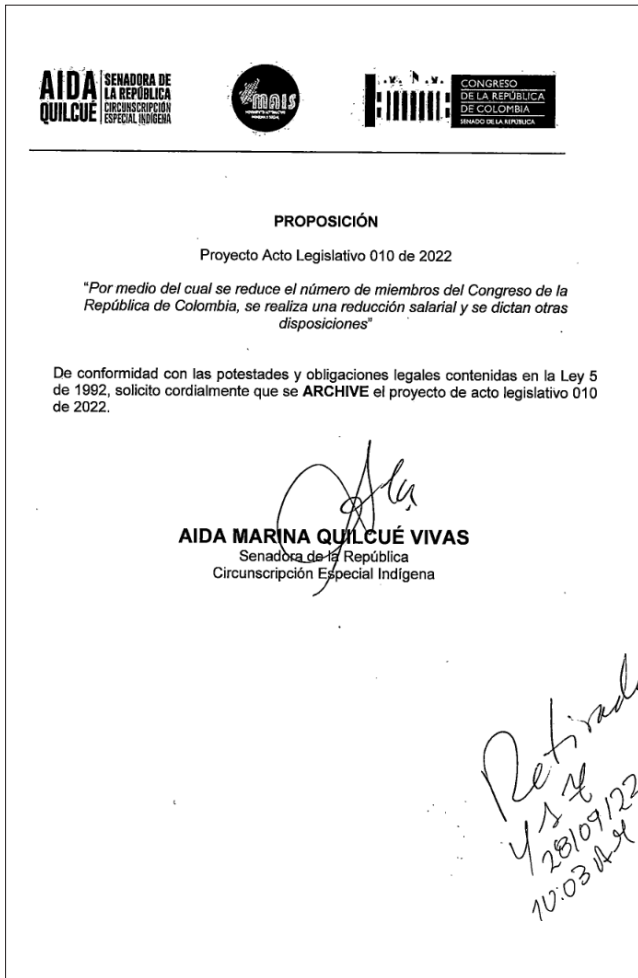 AIDA
QUILCUÉ
SENADORA DE
LA REPÚBLICA
CIRCUNSCRIPCIÓN
ESPECIAL INDÍGENA
mais
CONGRESO
DE LA REPÚBLICA
DE COLOMBIA
SENADO DE LA REPÚBLICA
PROPOSICIÓN
Proyecto Acto Legislativo 010 de 2022
"Por medio del cual se reduce el número de miembros del Congreso de la
República de Colombia, se realiza una reducción salarial y se dictan otras
disposiciones"
De conformidad con las potestades y obligaciones legales contenidas en la Ley 5
de 1992, solicito cordialmente que se ARCHIVE el proyecto de acto legislativo 010
de 2022.
AIDA MARINA QUILCUÉ VIVAS
Senadora de la República
Circunscripción Especial Indígena
Retirado
28/09/22
10:03 AM